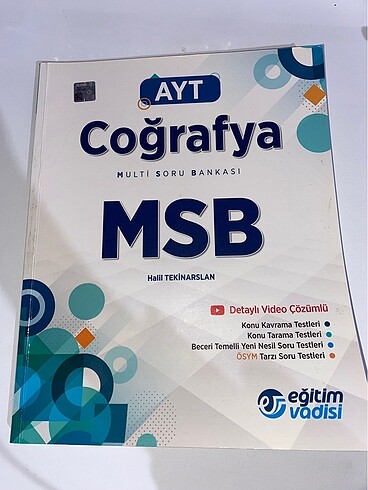 AYT
Coğrafya
MULTİ SORU BANKASI
MSB
Halil TEKİNARSLAN
Detaylı Video Çözümlü
Konu Kavrama Testleri
Konu Tarama Testleri
Beceri Temelli Yeni Nesil Soru Testleri
ÖSYM Tarzı Soru Testleri
eğitim
vadisi